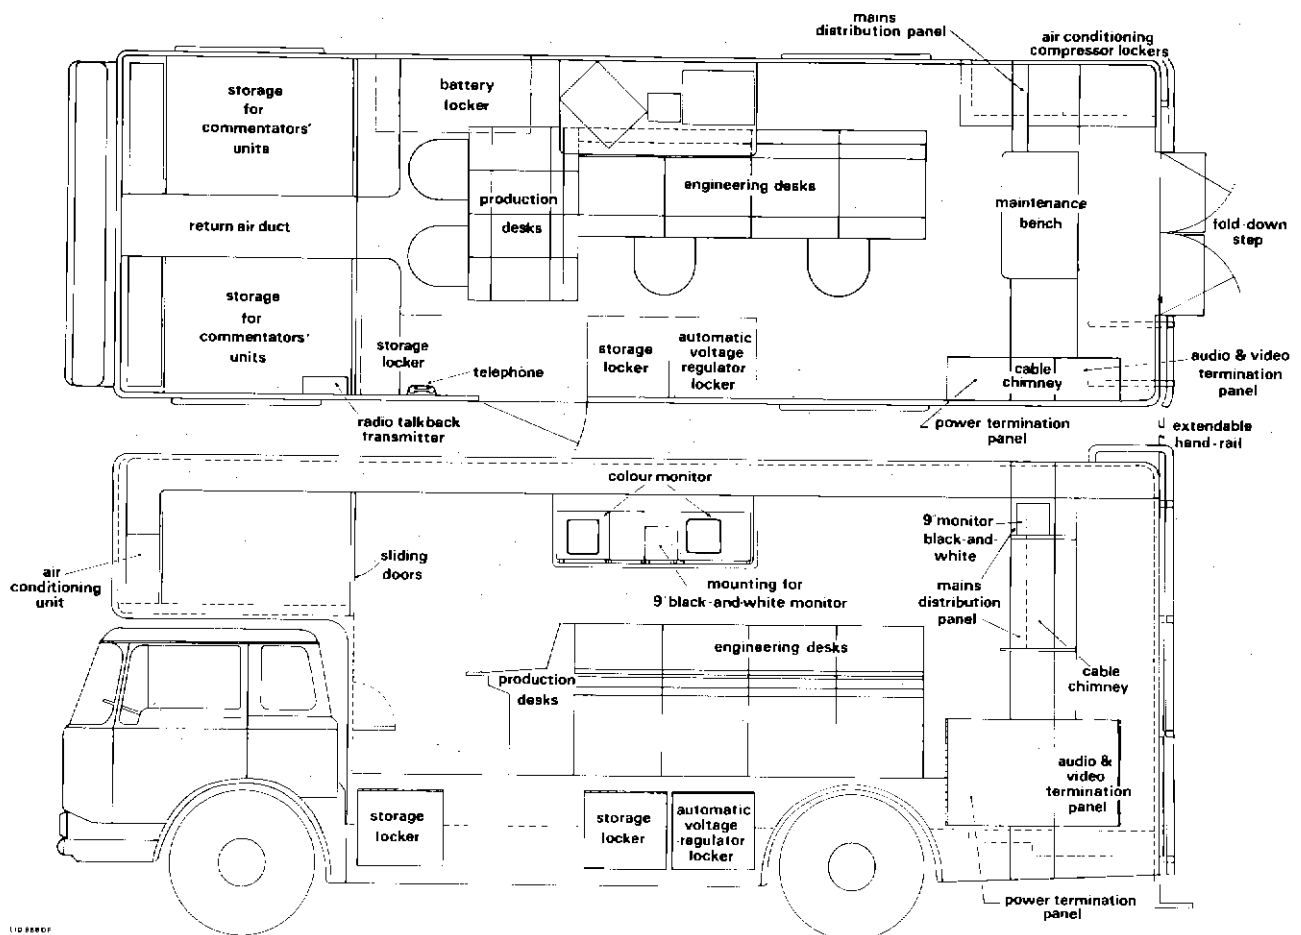 mains
distribution panel
air conditioning
compressor lockers
storage
for
commentators'
units
battery
locker
production
desks
engineering desks
maintenance
bench
return air duct
fold-down
step
storage
for
commentators'
units
storage
locker
telephone
storage
locker
automatic
voltage
regulator
locker
cable
chimney
audio & video
termination
panel
radio talkback
transmitter
power termination
panel
extendable
hand-rail
colour monitor
9" monitor
black-and-
white
air
conditioning
unit
sliding
doors
mounting for
9" black-and-white monitor
mains
distribution
panel
engineering desks
production
desks
cable
chimney
audio &
video
termination
panel
storage
locker
storage
locker
automatic
voltage
regulator
locker
power termination
panel